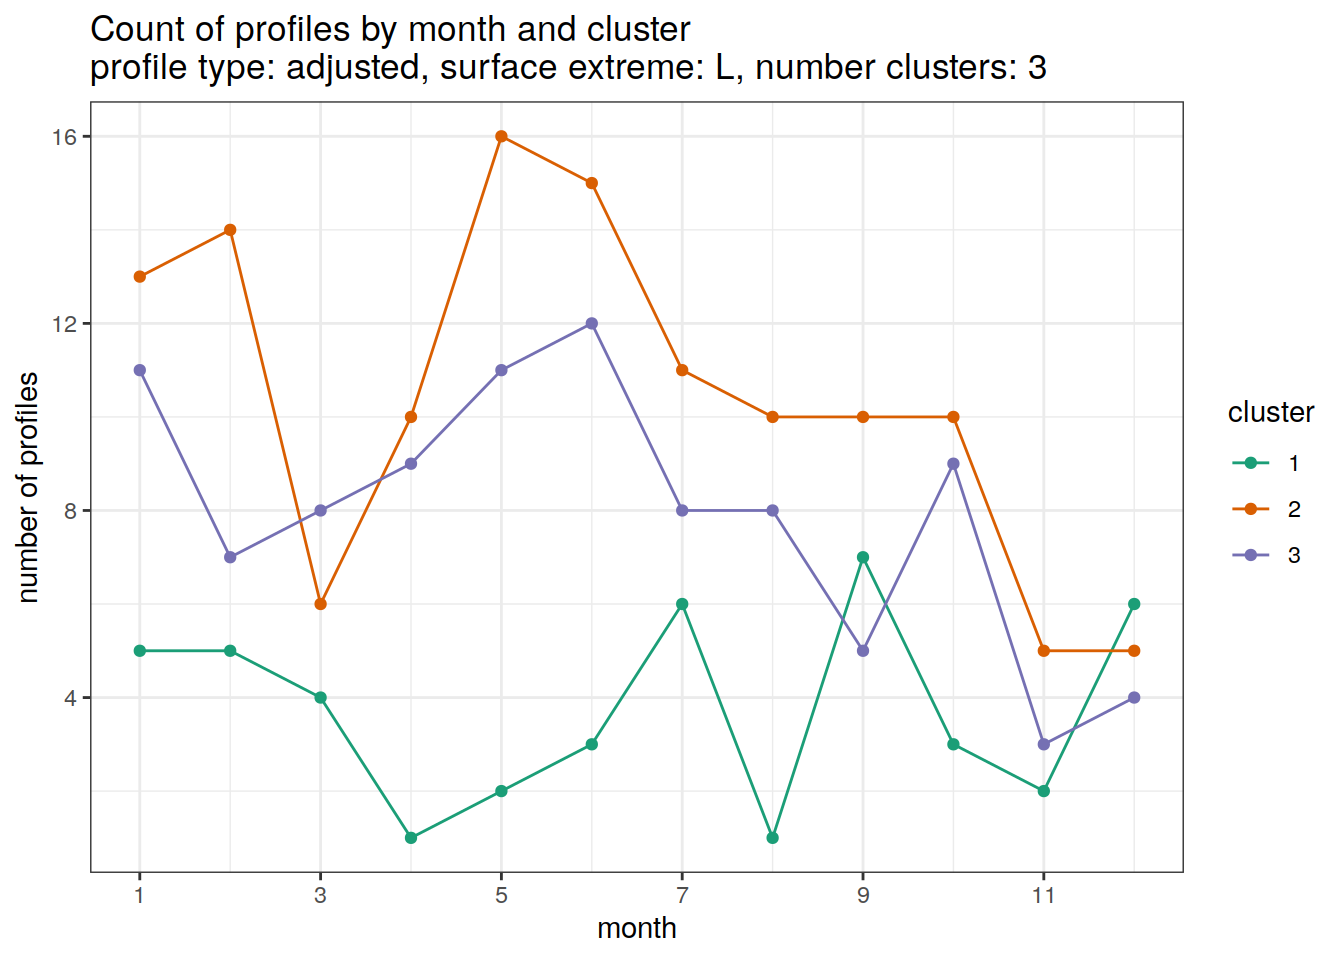 Count of profiles by month and cluster
profile type: adjusted, surface extreme: L, number clusters: 3
16
12
8
4
number of profiles
1 3 5 7 9 11
month
cluster
1
2
3